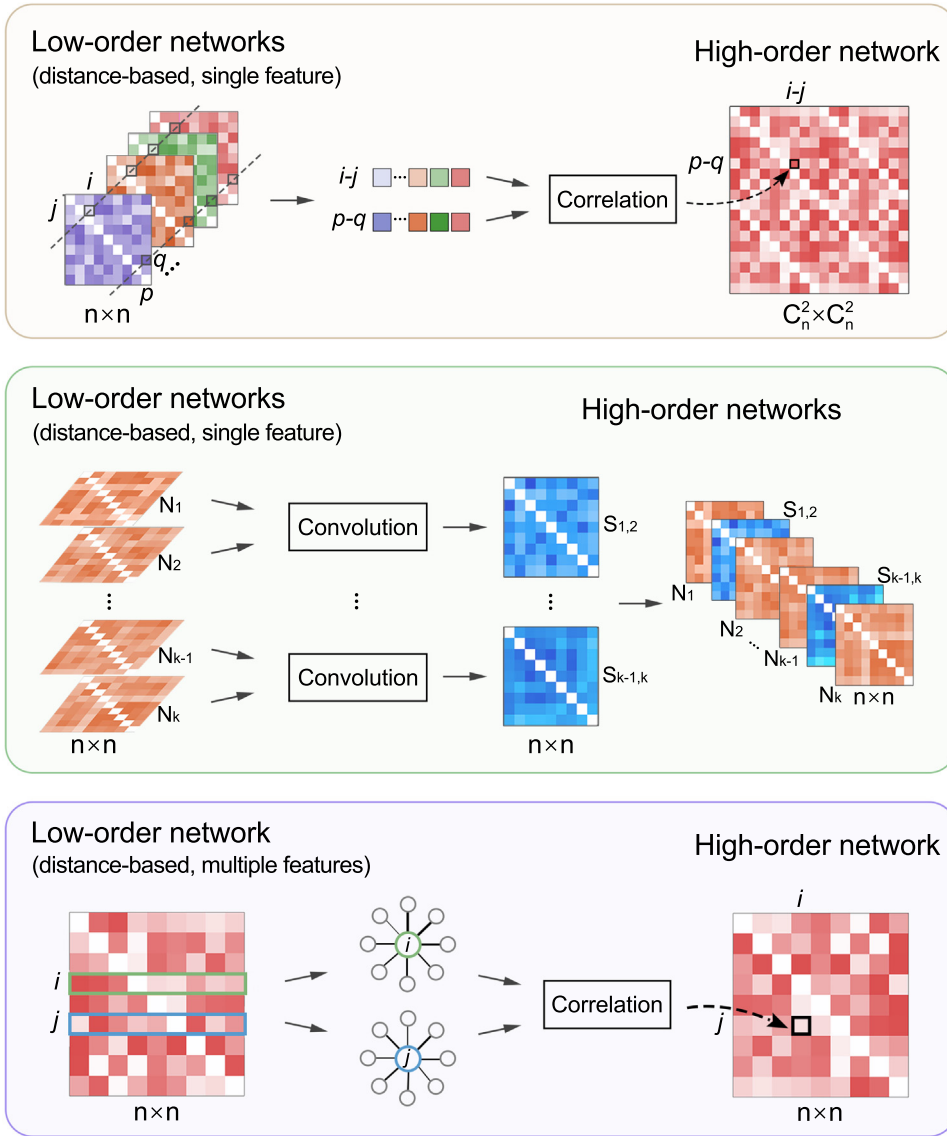 Low-order networks
(distance-based, single feature)
High-order network
i-j
p-q
i
j
q
p
...
n×n
i-j
...
p-q
...
Correlation
C²ₙ×C²ₙ
Low-order networks
(distance-based, single feature)
High-order networks
N₁
N₂
Nₖ₋₁
Nₖ
n×n
Convolution
Convolution
S₁,₂
Sₖ₋₁,ₖ
n×n
S₁,₂
Sₖ₋₁,ₖ
N₁
N₂
...
Nₖ₋₁
Nₖ
n×n
Low-order network
(distance-based, multiple features)
High-order network
i
j
n×n
i
j
Correlation
i
j
n×n